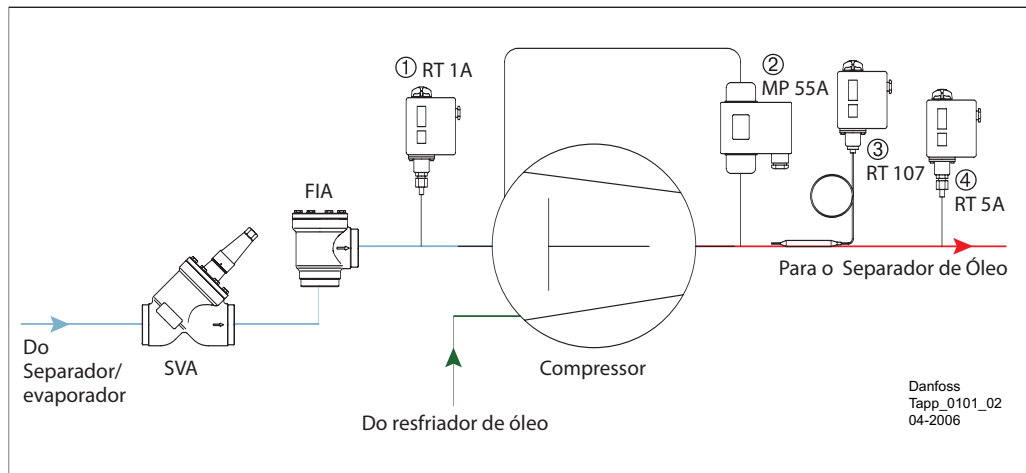 ① RT 1A
②
MP 55A
③
RT 107
④
RT 5A
FIA
Para o Separador de Óleo
Do
Separador/
evaporador
SVA
Compressor
Do resfriador de óleo
Danfoss
Tapp_0101_02
04-2006